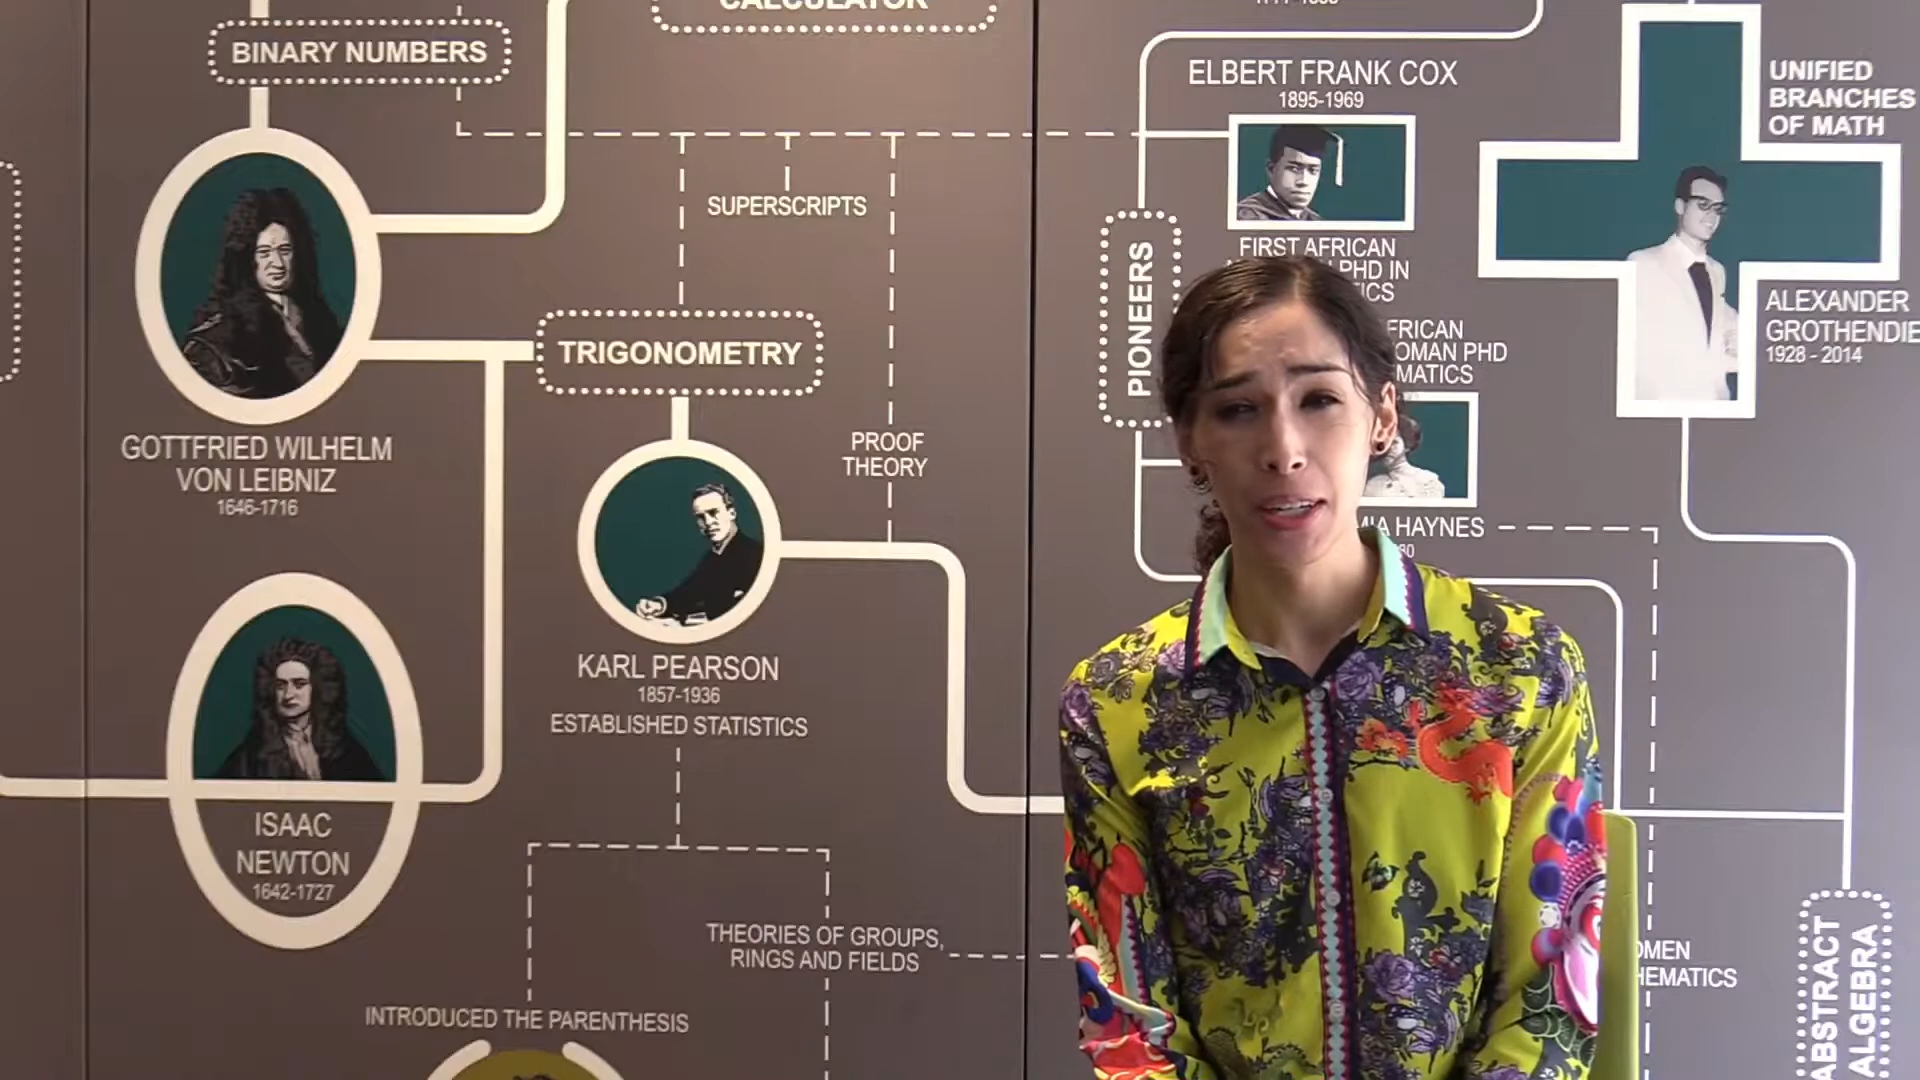 CALCULATOR
BINARY NUMBERS
SUPERSCRIPTS
TRIGONOMETRY
GOTTFRIED WILHELM
VON LEIBNIZ
1646-1716
PROOF
THEORY
KARL PEARSON
1857-1936
ESTABLISHED STATISTICS
ISAAC
NEWTON
1642-1727
THEORIES OF GROUPS,
RINGS AND FIELDS
INTRODUCED THE PARENTHESIS
ELBERT FRANK COX
1895-1969
FIRST AFRICAN
PHD IN
PIONEERS
PHD
HAYNES
UNIFIED
BRANCHES
OF MATH
ALEXANDER
GROTHENDIE
1928 - 2014
ABSTRACT
ALGEBRA